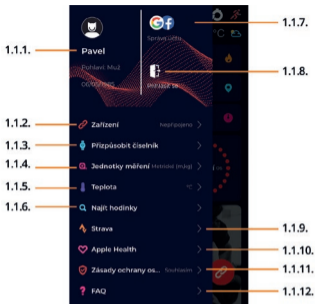 1.1.1.
Pavel
Pohlaví: Muž
1.1.7.
Správa účtu
1.1.8.
Přihlásit se
°C
1.1.2.
Zařízení
Nepřipojeno
1.1.3.
Přizpůsobit číselník
1.1.4.
Jednotky měření
Metrické (m/kg)
1.1.5.
Teplota
°C
1.1.6.
Najít hodinky
Strava
1.1.9.
Apple Health
1.1.10.
Zásady ochrany os...
Souhlasím
1.1.11.
FAQ
1.1.12.